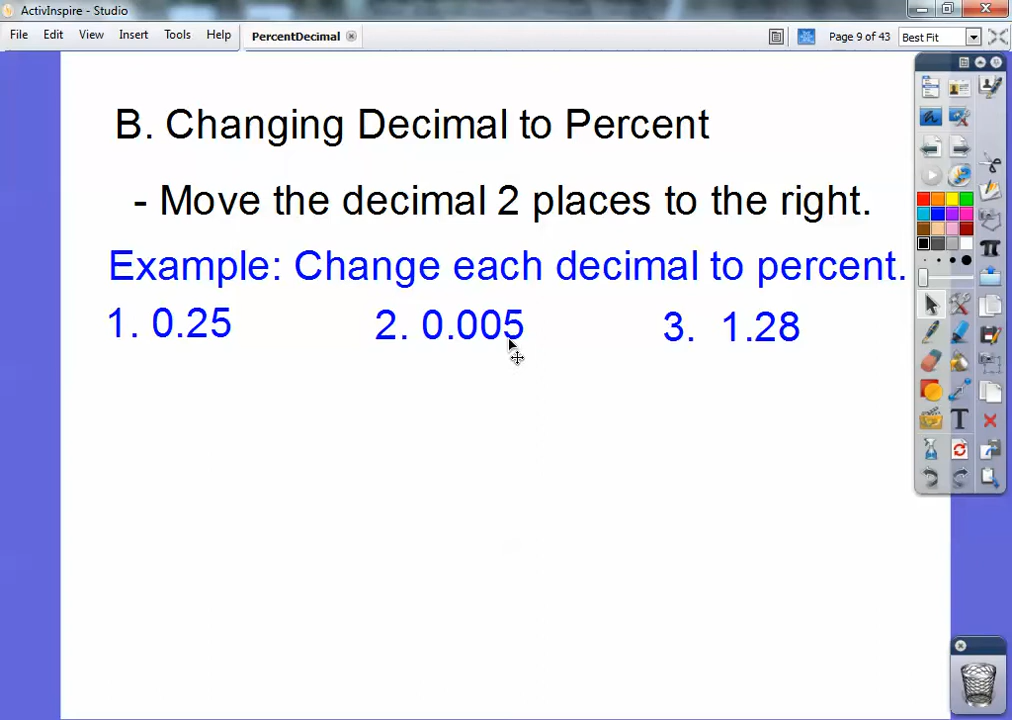 ActivInspire - Studio
File Edit View Insert Tools Help PercentDecimal Page 9 of 43 Best Fit
B. Changing Decimal to Percent
- Move the decimal 2 places to the right.
Example: Change each decimal to percent.
1. 0.25 2. 0.005 3. 1.28